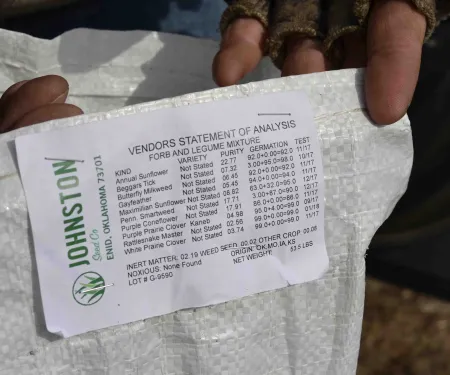 JOHNSTON
Seed Co
ENID, OKLAHOMA 73701
VENDORS STATEMENT OF ANALYSIS
FORB AND LEGUME MIXTURE
KIND VARIETY PURITY GERMATION TEST
Annual Sunflower Not Stated 22.77 92.0+0.00=92.0 11/17
Beggars Tick Not Stated 07.32 3.00+95.0=98.0 10/17
Butterfly Milkweed Not Stated 06.45 92.0+0.00=92.0 11/17
Gayfeather Not Stated 05.45 94.0+0.00=94.0 1/17
Maximilian Sunflower Not Stated 08.82 63.0+32.0=95.0 12/17
Penn. Smartweed Not Stated 17.71 3.00+87.0=90.0 12/17
Purple Coneflower Not Stated 17.91 86.0+0.00=86.0 11/17
Purple Prairie Clover Kaneb 04.98 95.0+4.00=99.0 09/17
Rattlesnake Master Not Stated 02.66 99.0+0.00=99.0 01/18
White Prairie Clover Not Stated 03.74 99.0+0.00=99.0 11/17
INERT MATTER: 02.19 WEED SEED: 00.02 OTHER CROP: 00.08
NOXIOUS: None Found ORIGIN: OK,MO,IA,KS
LOT # G-9590 NET WEIGHT: 53.5 LBS